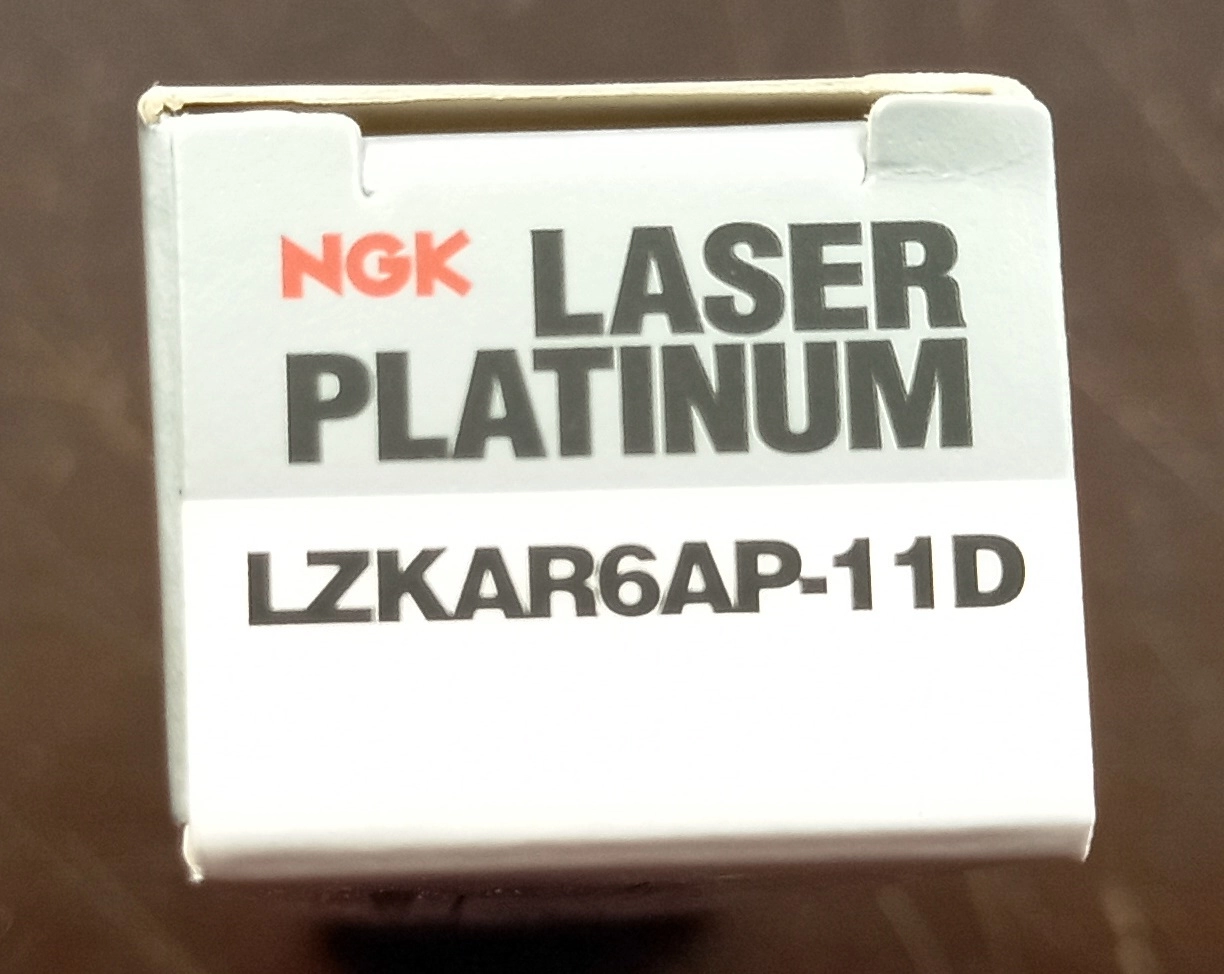 NGK LASER
PLATINUM
LZKAR6AP-11D